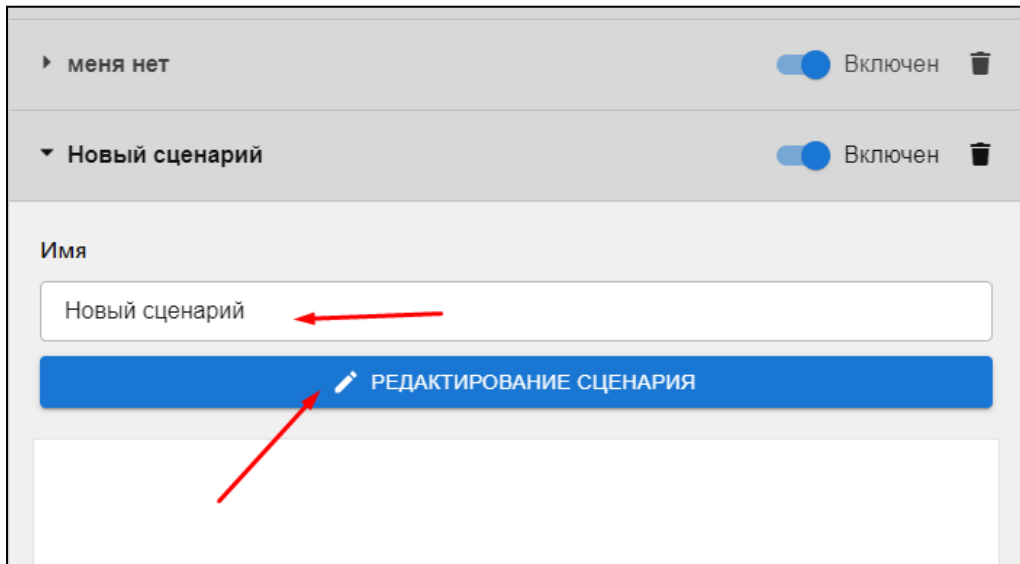 меня нет Включен
Новый сценарий Включен
Имя
Новый сценарий
РЕДАКТИРОВАНИЕ СЦЕНАРИЯ